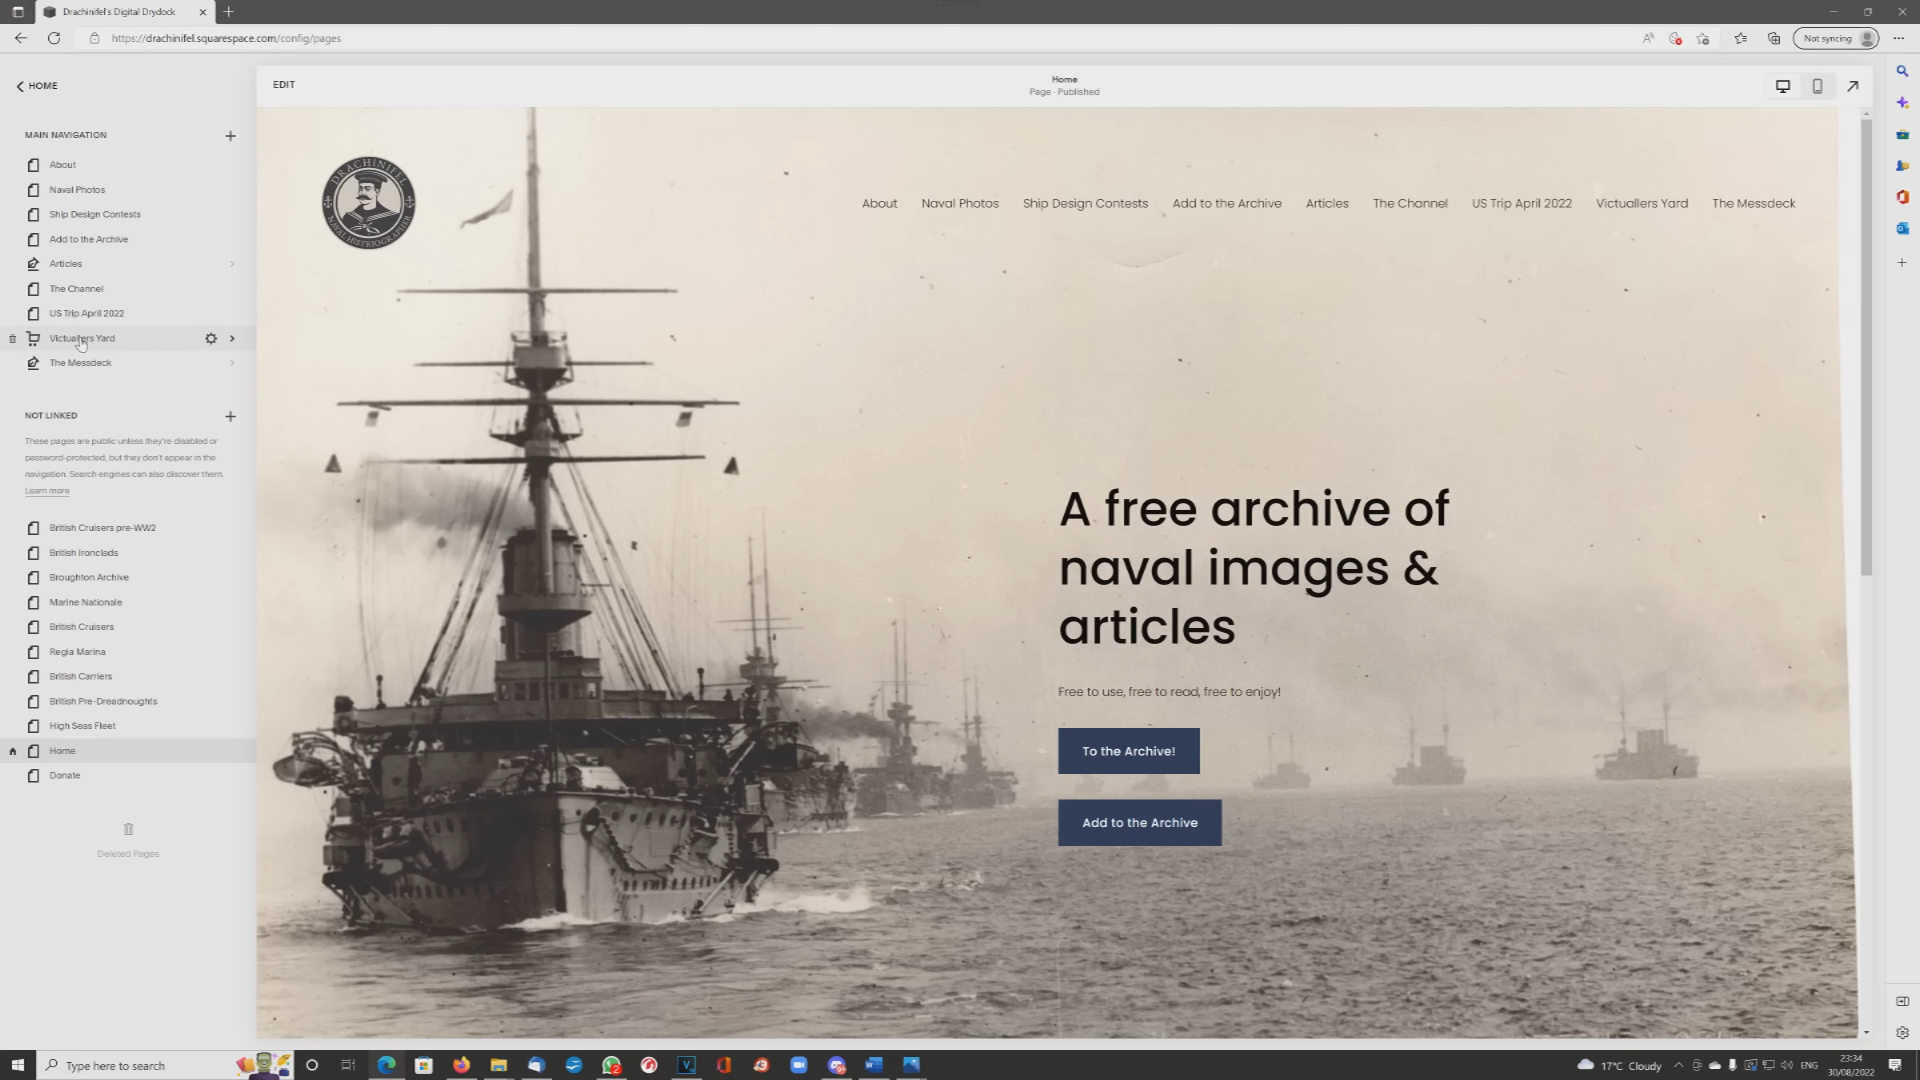 Drachinifel's Digital Drydock
https://drachinifel.squarespace.com/config/pages
Not syncing
HOME
EDIT
Home
Page · Published
MAIN NAVIGATION
About
Naval Photos
Ship Design Contests
Add to the Archive
Articles
The Channel
US Trip April 2022
Victuallers Yard
The Messdeck
NOT LINKED
These pages are public unless they're disabled or
password-protected, but they don't appear in the
navigation. Search engines can also discover them.
Learn more
British Cruisers pre-WW2
British Ironclads
Broughton Archive
Marine Nationale
British Cruisers
Regia Marina
British Carriers
British Pre-Dreadnoughts
High Seas Fleet
Home
Donate
Deleted Pages
DRACHINIFEL
NAVAL HISTRIOGRAPHER
About Naval Photos Ship Design Contests Add to the Archive Articles The Channel US Trip April 2022 Victuallers Yard The Messdeck
A free archive of
naval images &
articles
Free to use, free to read, free to enjoy!
To the Archive!
Add to the Archive
Type here to search
17°C Cloudy
ENG
23:34
30/08/2022